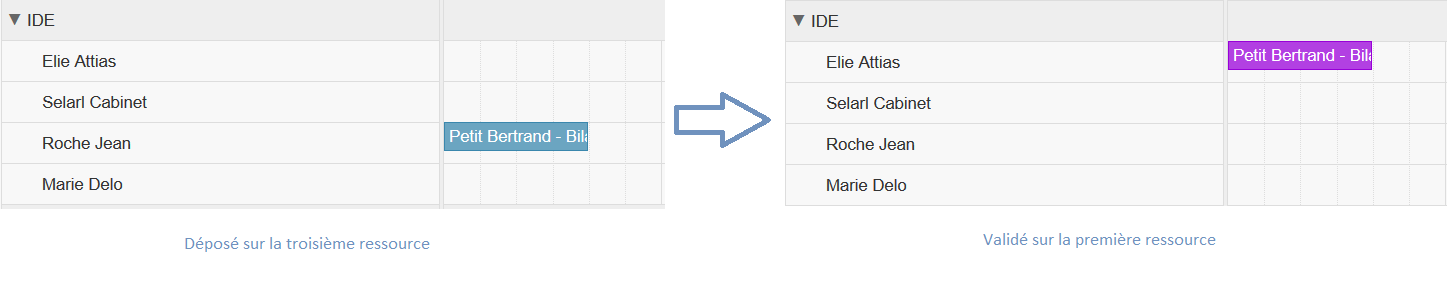 ▼ IDE
Elie Attias
Selarl Cabinet
Roche Jean
Petit Bertrand - Bila
Marie Delo
Déposé sur la troisième ressource
▼ IDE
Elie Attias
Petit Bertrand - Bila
Selarl Cabinet
Roche Jean
Marie Delo
Validé sur la première ressource